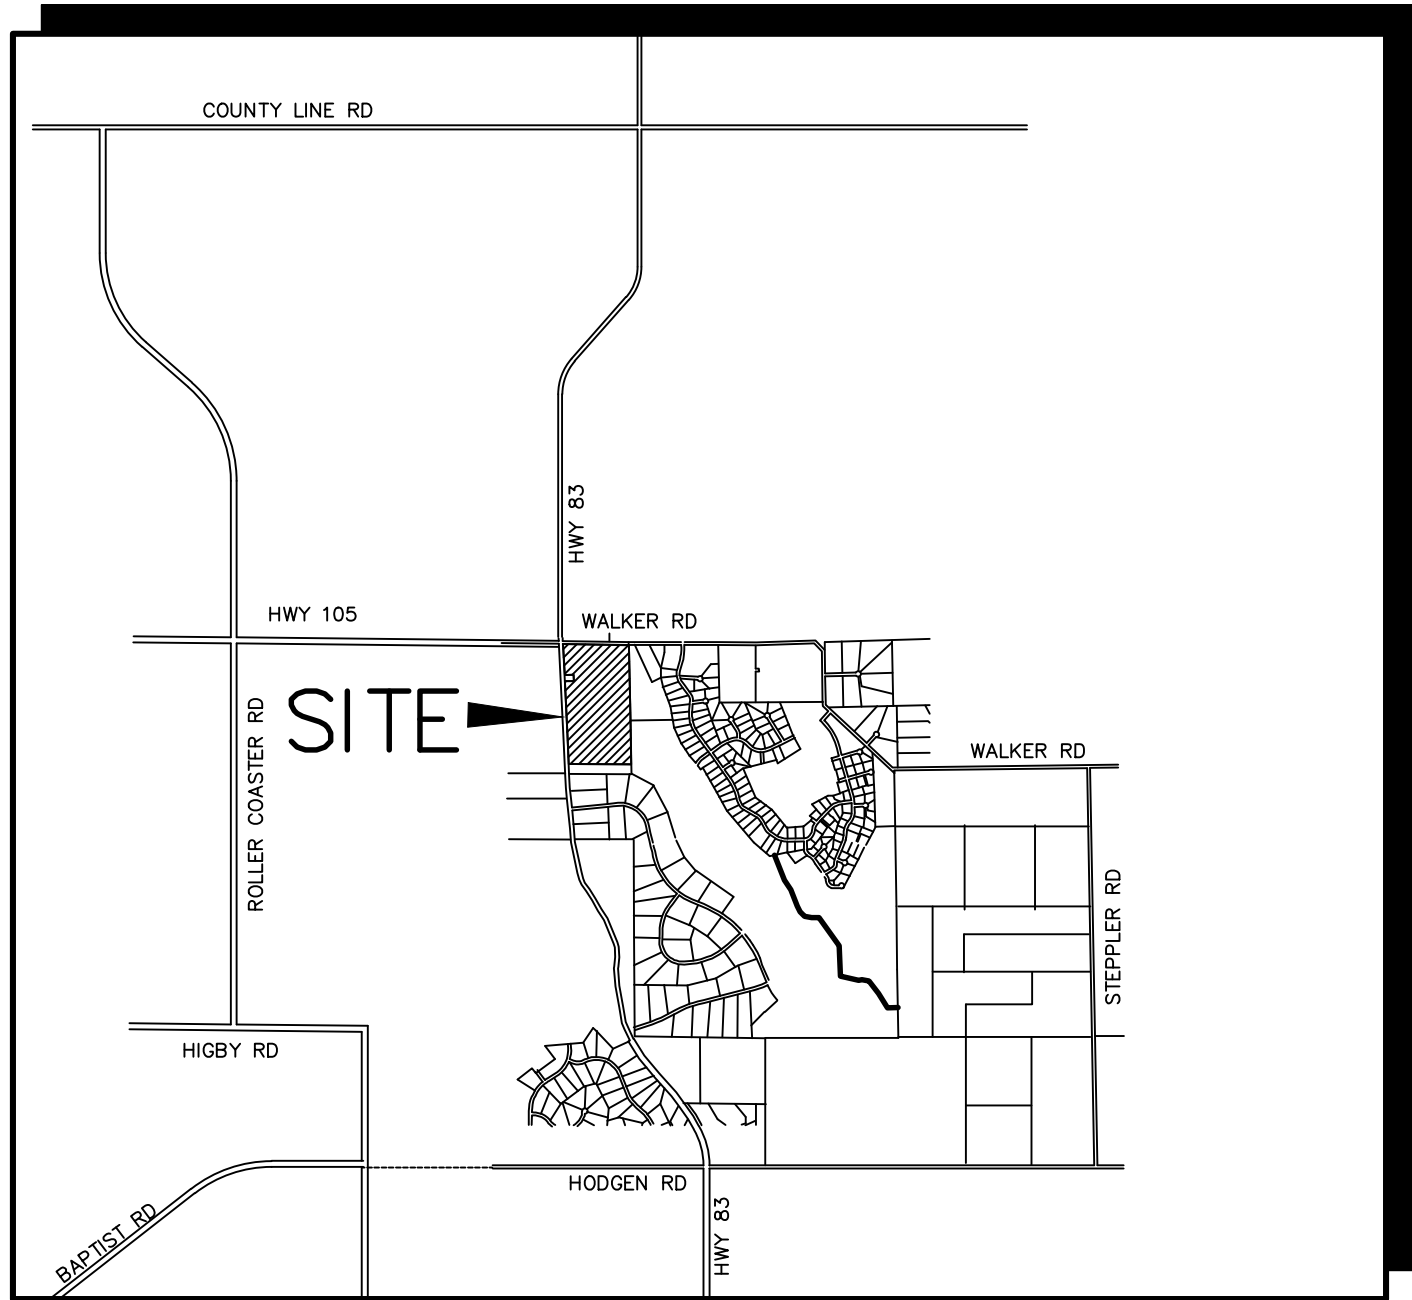 COUNTY LINE RD
HWY 83
HWY 105
WALKER RD
SITE
ROLLER COASTER RD
WALKER RD
STEPPLER RD
HIGBY RD
HODGEN RD
BAPTIST RD
HWY 83